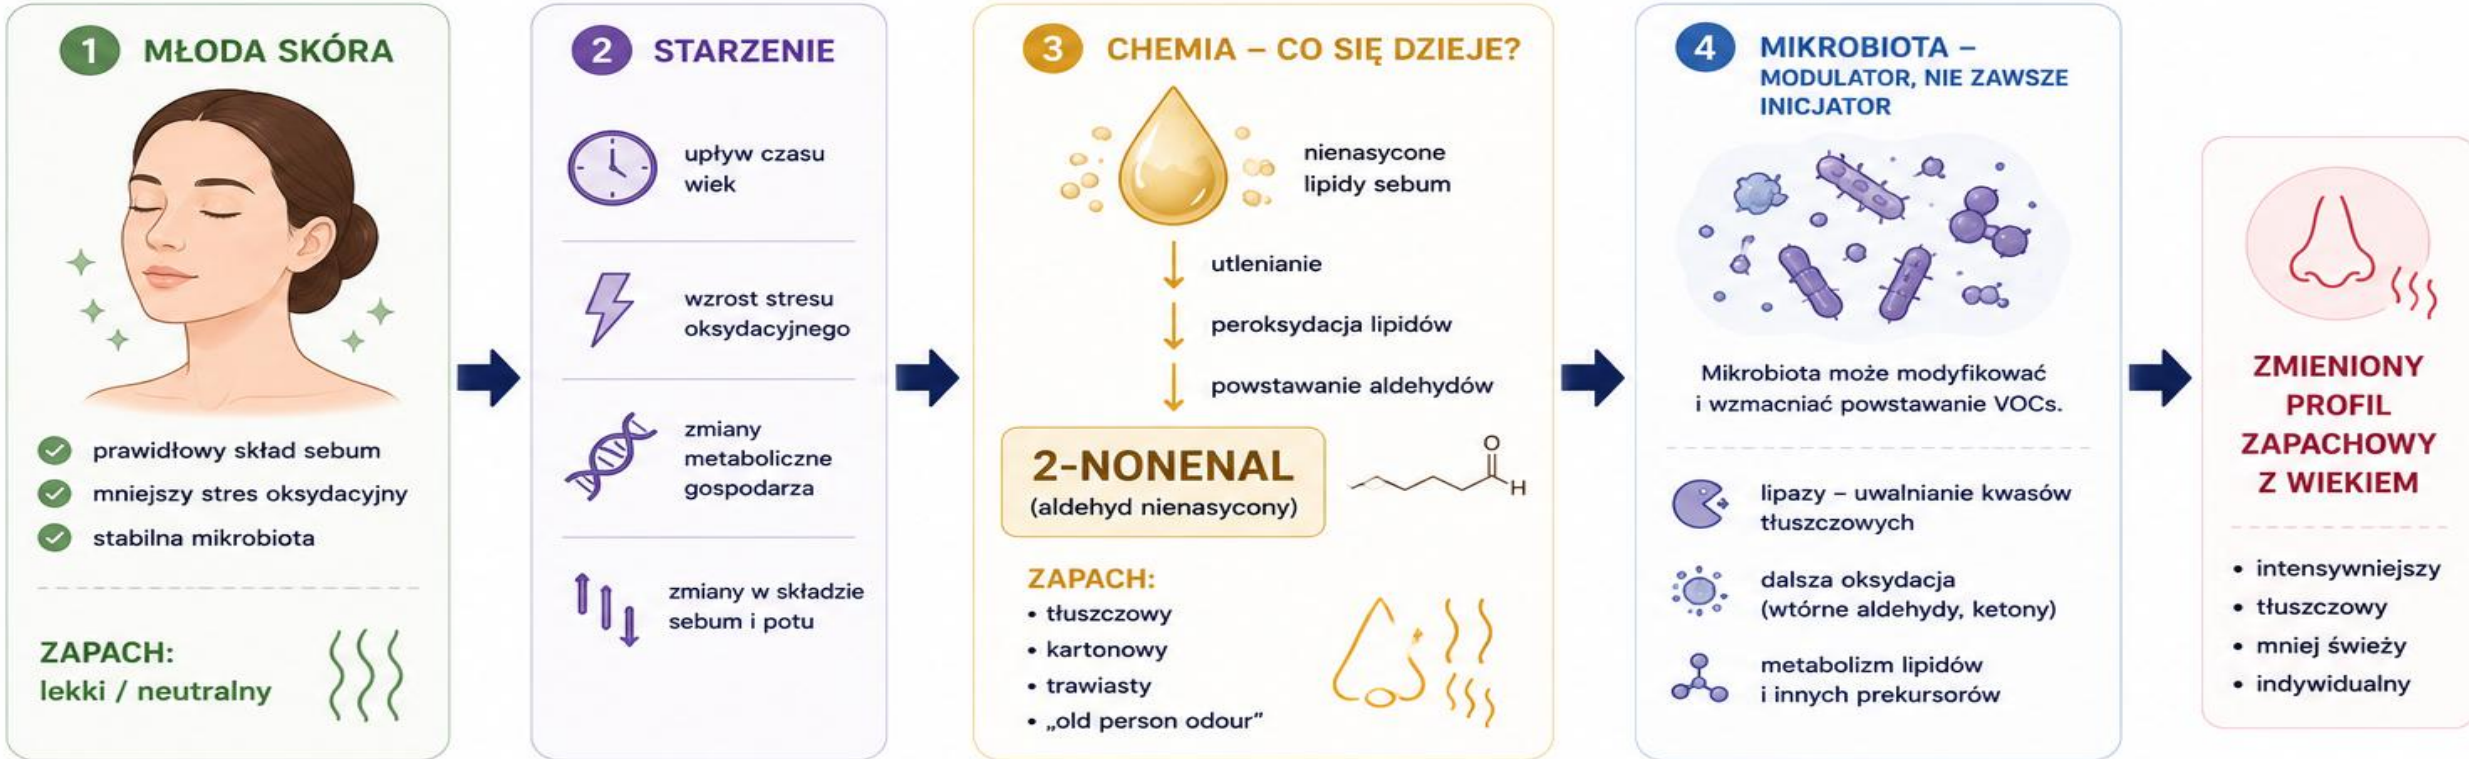 1 MŁODA SKÓRA
prawidłowy skład sebum
mniejszy stres oksydacyjny
stabilna mikrobiota
ZAPACH:
lekki / neutralny
2 STARZENIE
upływ czasu
wiek
wzrost stresu
oksydacyjnego
zmiany
metaboliczne
gospodarza
zmiany w składzie
sebum i potu
3 CHEMIA – CO SIĘ DZIEJE?
nienasycone
lipidy sebum
utlenianie
peroksydacja lipidów
powstawanie aldehydów
2-NONENAL
(aldehyd nienasycony)
O
H
ZAPACH:
• tłuszczowy
• kartonowy
• trawiasty
• „old person odour”
4 MIKROBIOTA –
MODULATOR, NIE ZAWSZE
INICJATOR
Mikrobiota może modyfikować
i wzmacniać powstawanie VOCs.
lipazy – uwalnianie kwasów
tłuszczowych
dalsza oksydacja
(wtórne aldehydy, ketony)
metabolizm lipidów
i innych prekursorów
ZMIENIONY
PROFIL
ZAPACHOWY
Z WIEKIEM
• intensywniejszy
• tłuszczowy
• mniej świeży
• indywidualny